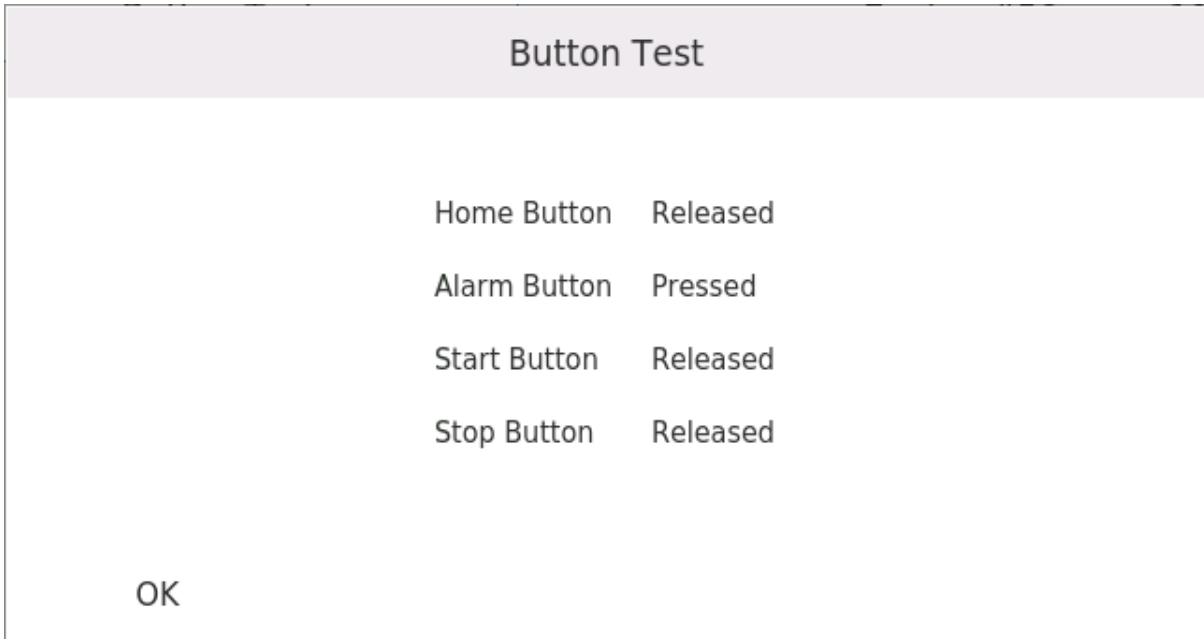 Button Test
Home Button Released
Alarm Button Pressed
Start Button Released
Stop Button Released
OK